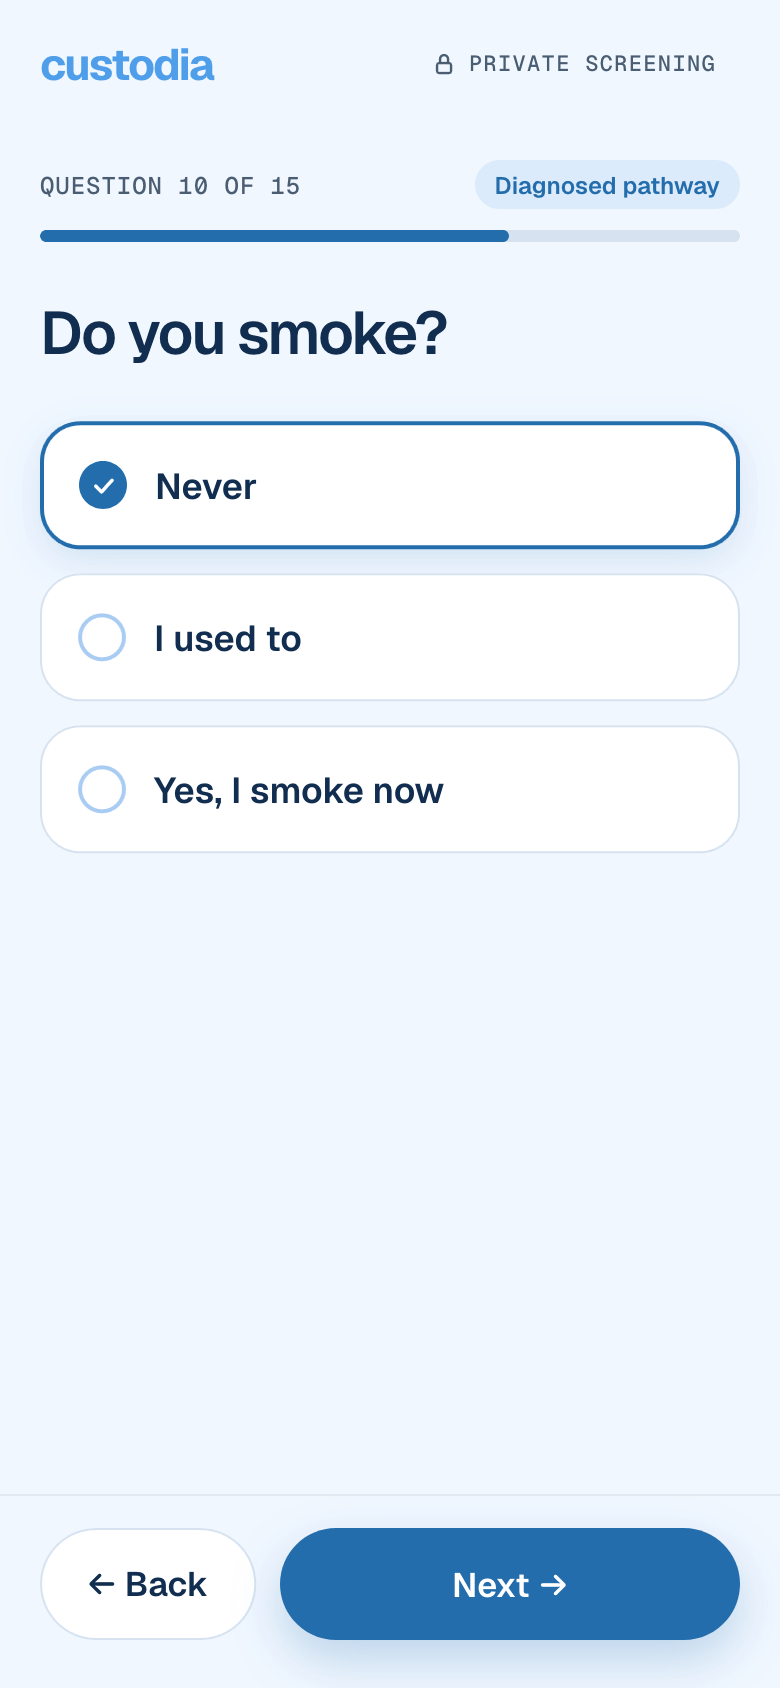 custodia
PRIVATE SCREENING
QUESTION 10 OF 15
Diagnosed pathway
Do you smoke?
Never
I used to
Yes, I smoke now
← Back
Next →